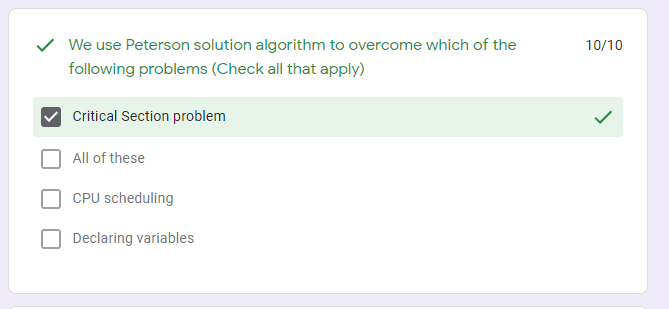 We use Peterson solution algorithm to overcome which of the 10/10
following problems (Check all that apply)
Critical Section problem
All of these
CPU scheduling
Declaring variables